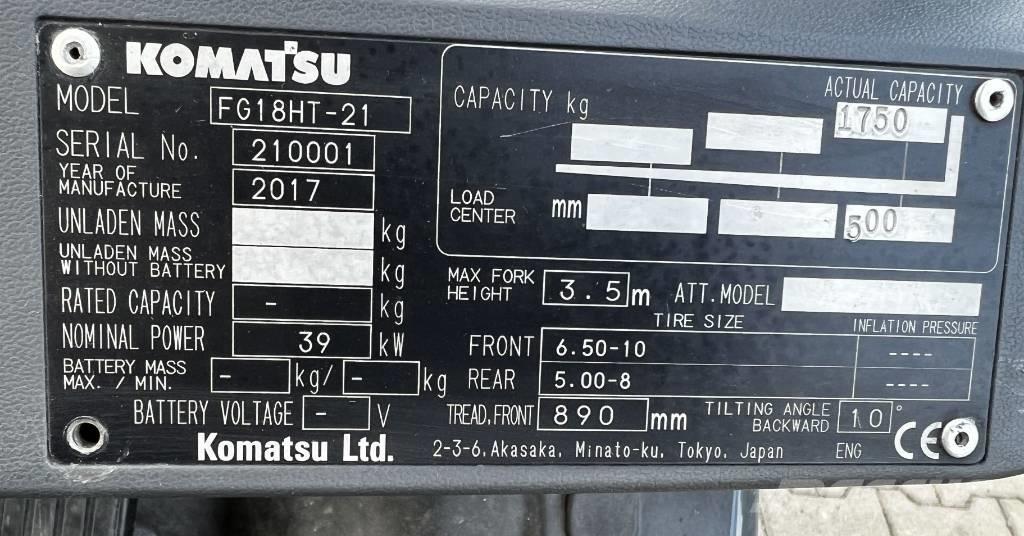 KOMATSU
MODEL FG18HT-21
SERIAL No. 210001
YEAR OF MANUFACTURE 2017
UNLADEN MASS kg
UNLADEN MASS WITHOUT BATTERY kg
RATED CAPACITY - kg
NOMINAL POWER 39 kW
BATTERY MASS MAX. / MIN. - kg/ - kg
BATTERY VOLTAGE - V
CAPACITY kg
ACTUAL CAPACITY
1750
LOAD CENTER mm 500
MAX FORK HEIGHT 3.5 m ATT.MODEL
TIRE SIZE INFLATION PRESSURE
FRONT 6.50-10 ----
REAR 5.00-8 ----
TREAD,FRONT 890 mm TILTING ANGLE BACKWARD 10°
Komatsu Ltd. 2-3-6, Akasaka, Minato-ku, Tokyo, Japan ENG CE